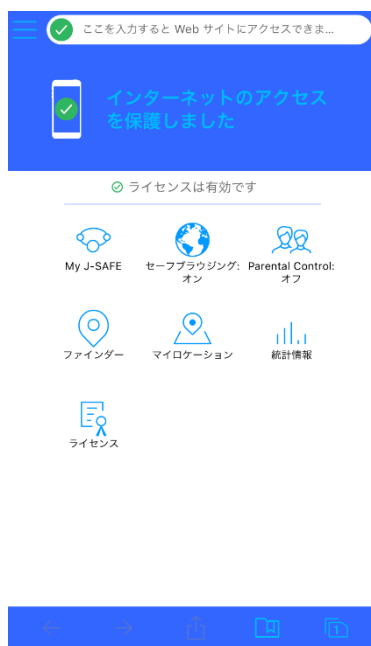 ここを入力すると Web サイトにアクセスできま...
インターネットのアクセス
を保護しました
ライセンスは有効です
My J-SAFE
セーフブラウジング:
オン
Parental Control:
オフ
ファインダー
マイロケーション
統計情報
ライセンス
1